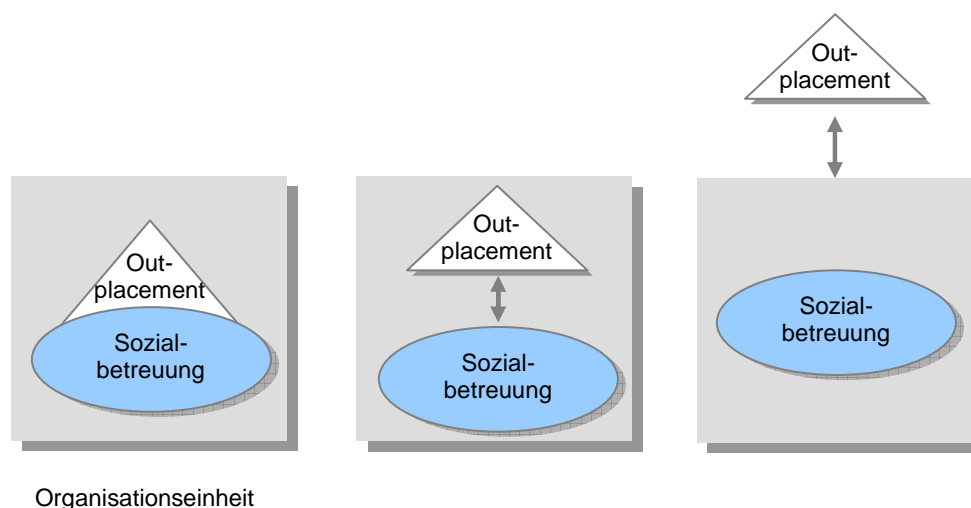 Out-
placement
Sozial-
betreuung
Out-
placement
Sozial-
betreuung
Out-
placement
Sozial-
betreuung
Organisationseinheit